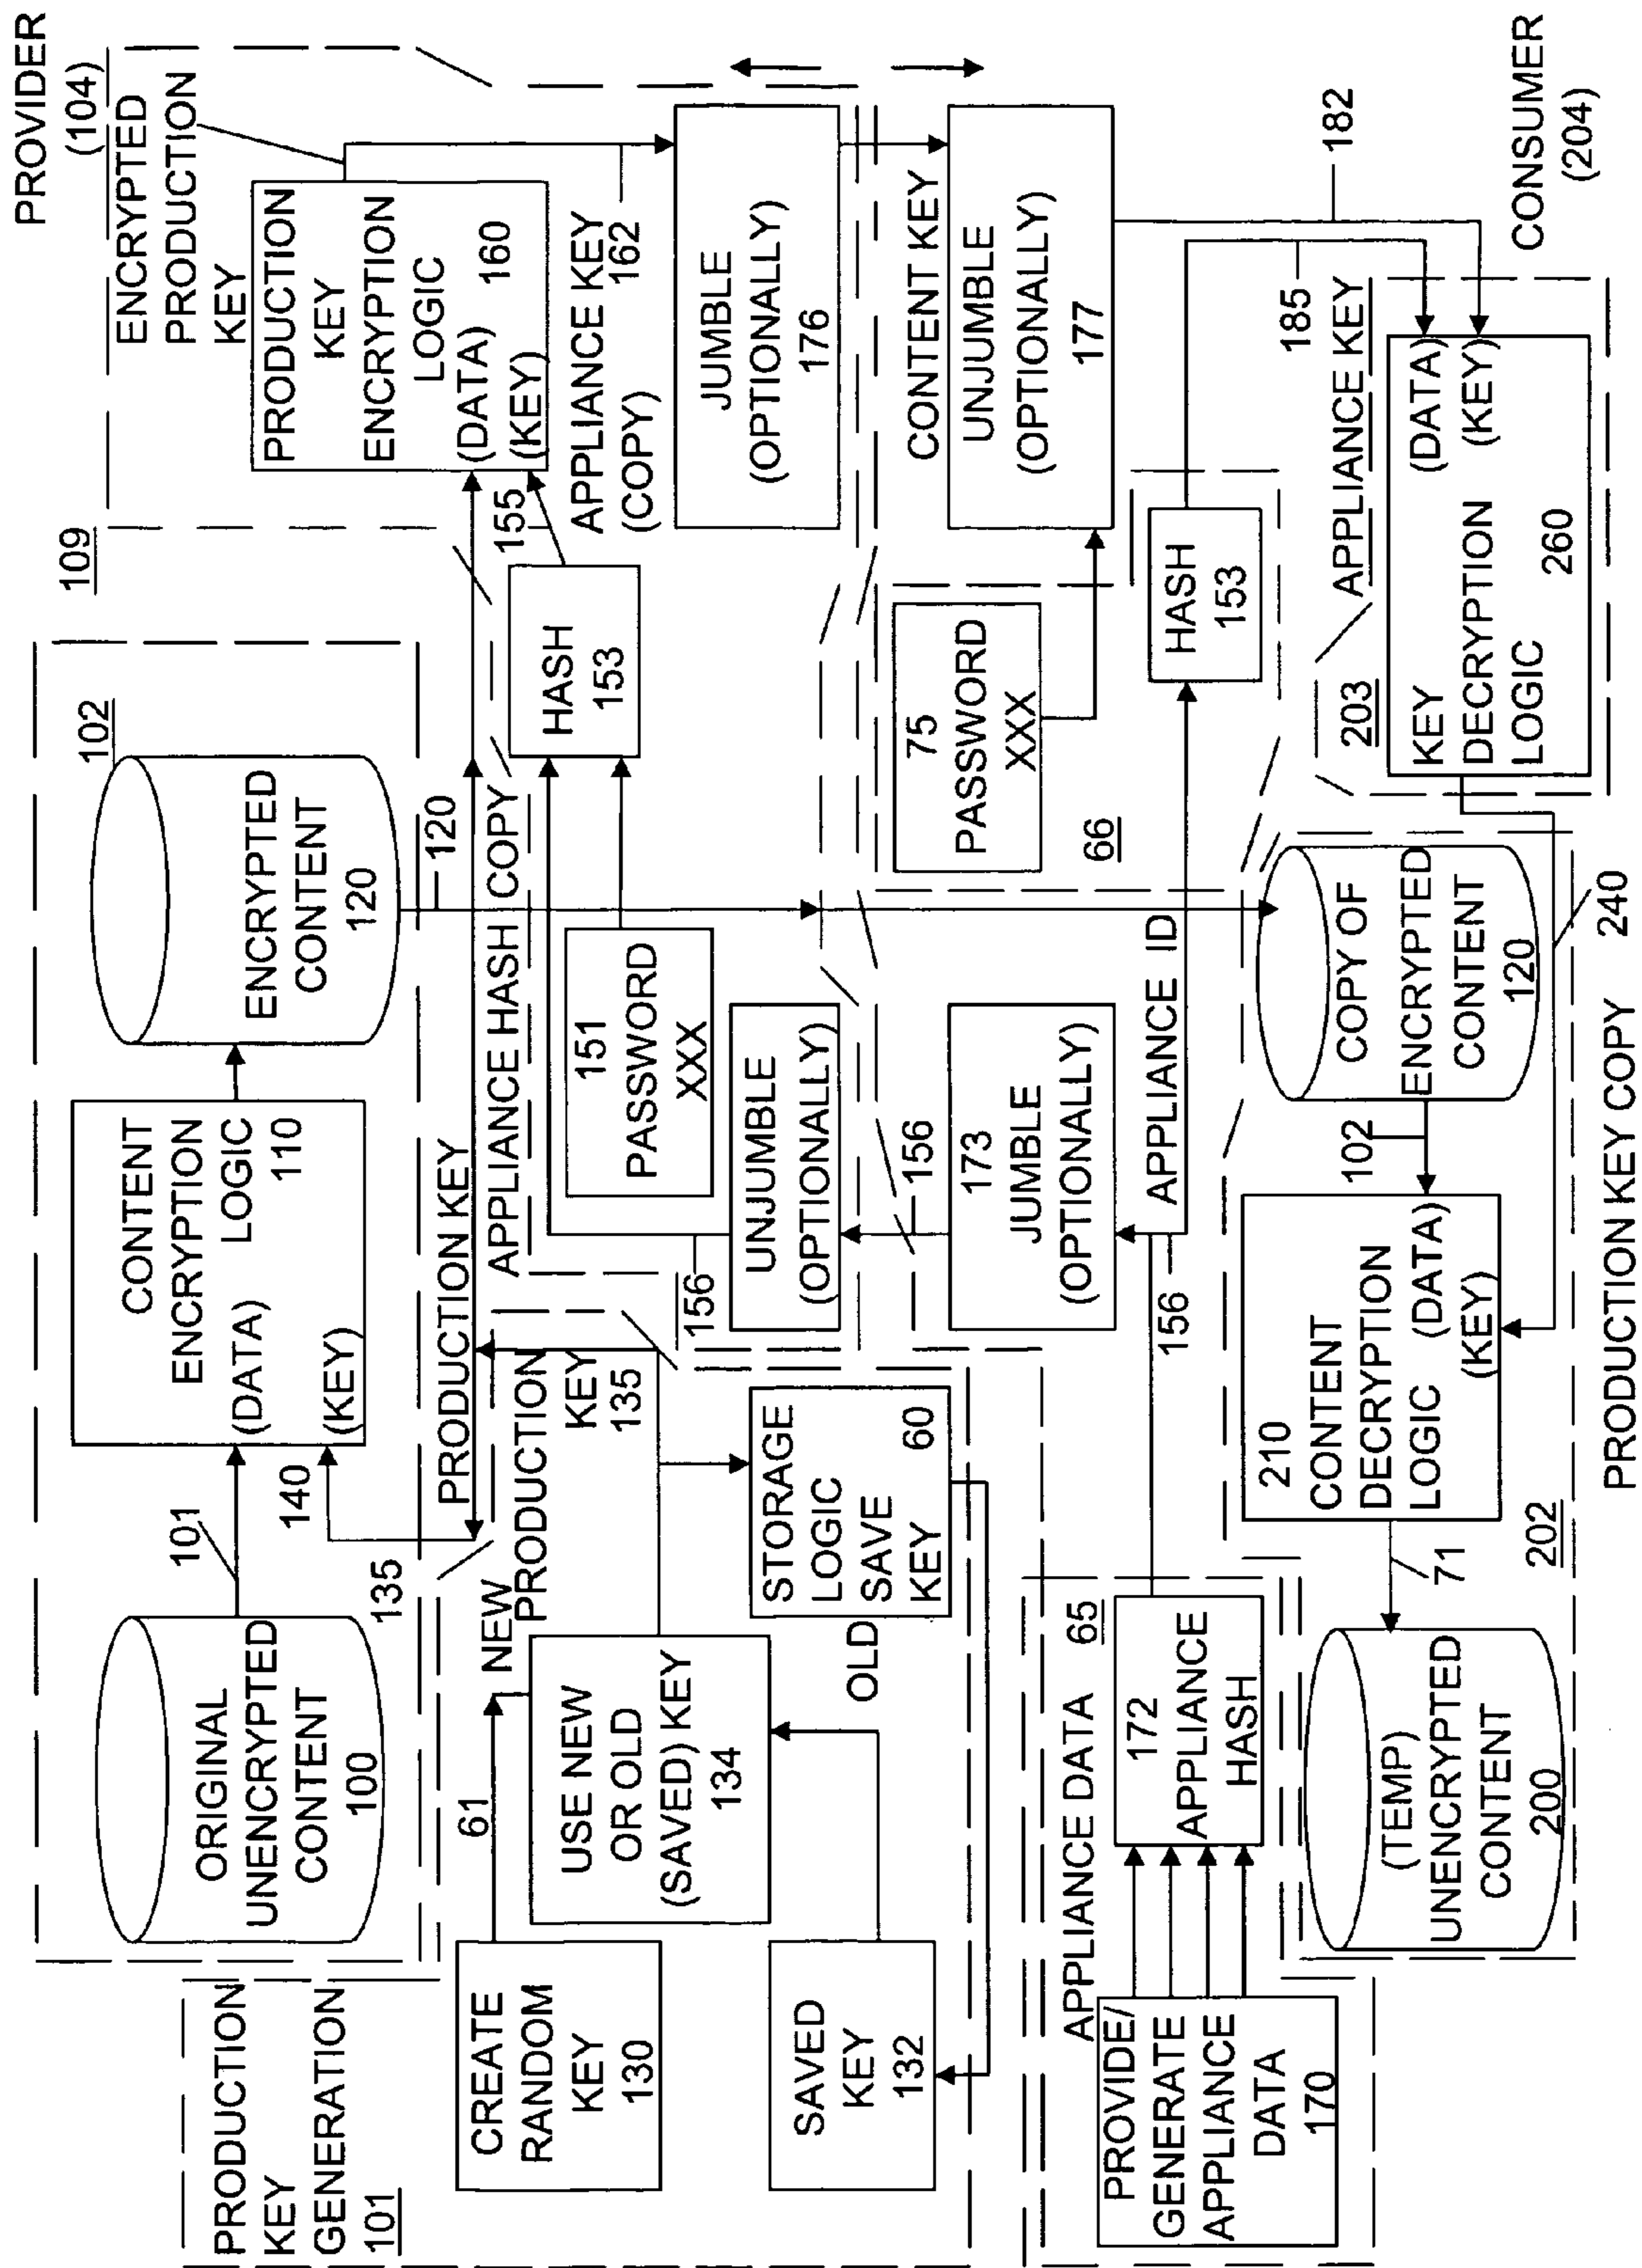 PROVIDER
(104)
109
102
ENCRYPTED
PRODUCTION
KEY
ORIGINAL
UNENCRYPTED
CONTENT
100
101
CONTENT
ENCRYPTION
LOGIC
110
(DATA)
(KEY)
140
135
ENCRYPTED
CONTENT
120
120
PRODUCTION
KEY
ENCRYPTION
LOGIC
(DATA) 160
(KEY)
155
PRODUCTION
KEY
GENERATION
101
CREATE
RANDOM
KEY
130
61
NEW
PRODUCTION
KEY
135
USE NEW
OR OLD
(SAVED) KEY
134
SAVED
KEY
132
OLD
STORAGE
LOGIC 60
SAVE
KEY
PRODUCTION KEY
APPLIANCE HASH COPY
151
PASSWORD
XXX
HASH
153
APPLIANCE KEY
(COPY) 162
156
UNJUMBLE
(OPTIONALLY)
JUMBLE
(OPTIONALLY)
176
156
173
JUMBLE
(OPTIONALLY)
75
PASSWORD
XXX
66
CONTENT KEY
UNJUMBLE
(OPTIONALLY)
177
APPLIANCE DATA 65
PROVIDE/
GENERATE
APPLIANCE
DATA
170
172
APPLIANCE
HASH
156
APPLIANCE ID
HASH
153
182
185
APPLIANCE KEY
203
(DATA)
KEY (KEY)
DECRYPTION
LOGIC 260
CONSUMER
(204)
(TEMP)
UNENCRYPTED
CONTENT
200
71
210
CONTENT
DECRYPTION
LOGIC (DATA)
(KEY)
102
COPY OF
ENCRYPTED
CONTENT
120
202
PRODUCTION KEY COPY 240